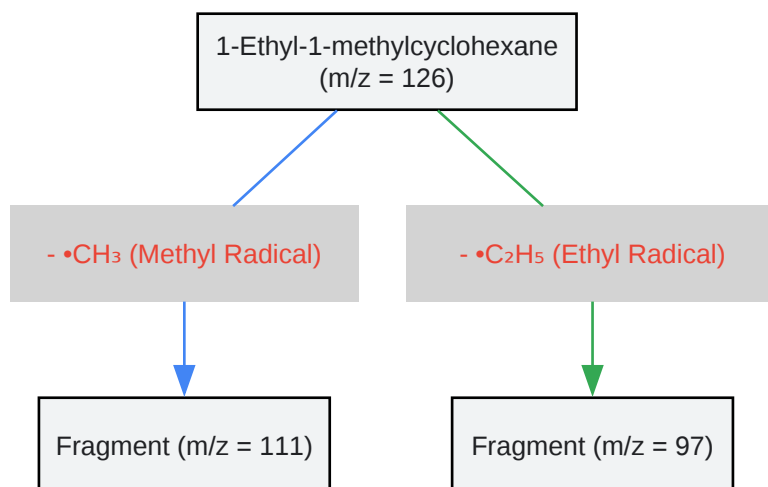 1-Ethyl-1-methylcyclohexane
(m/z = 126)
- •CH₃ (Methyl Radical)
- •C₂H₅ (Ethyl Radical)
Fragment (m/z = 111)
Fragment (m/z = 97)